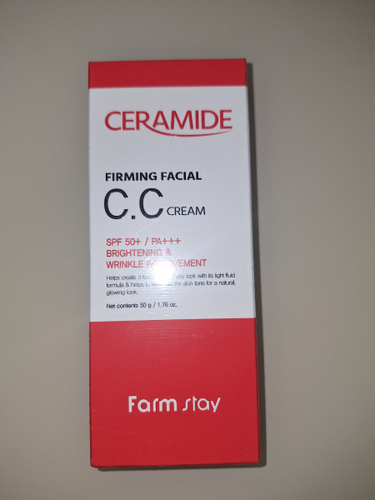 CERAMIDE
FIRMING FACIAL
C.C CREAM
SPF 50+ / PA+++
BRIGHTENING &
WRINKLE
Helps create a look with its light fluid
formula & helps the skin tone for a natural,
glowing look.
Net contents 50 g / 1.76 oz.
Farm stay